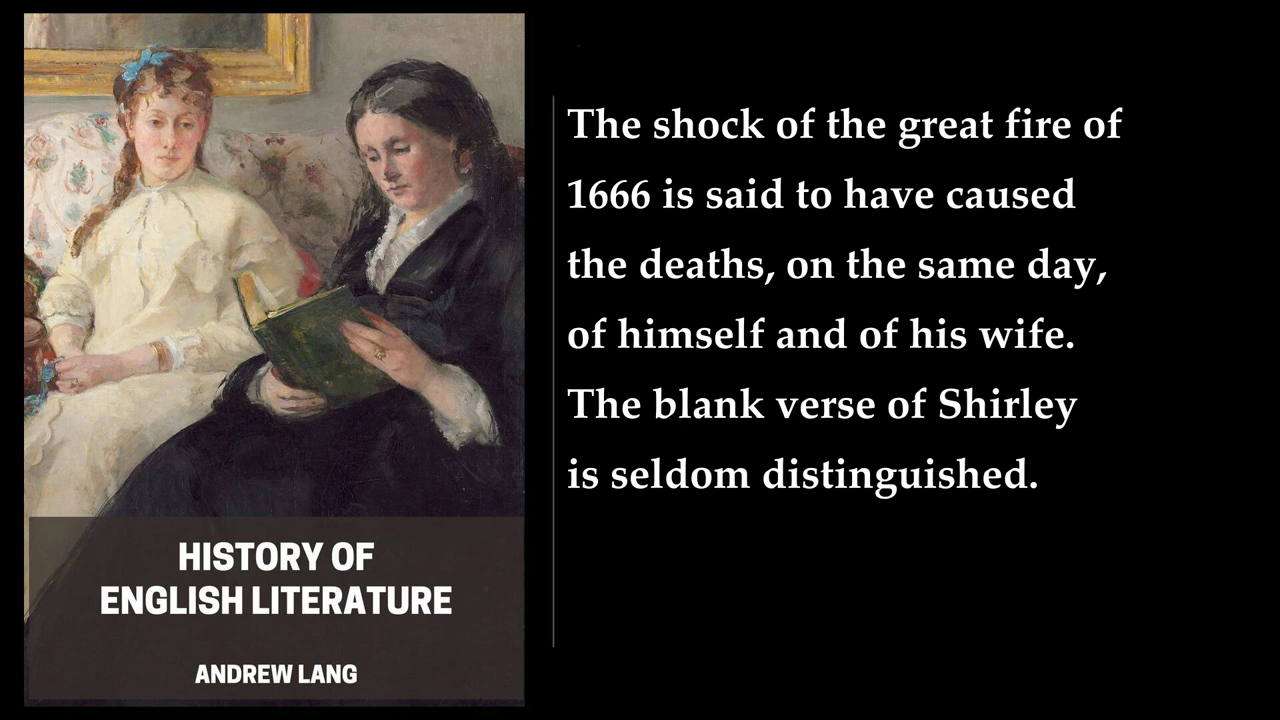 HISTORY OF
ENGLISH LITERATURE
ANDREW LANG
The shock of the great fire of
1666 is said to have caused
the deaths, on the same day,
of himself and of his wife.
The blank verse of Shirley
is seldom distinguished.